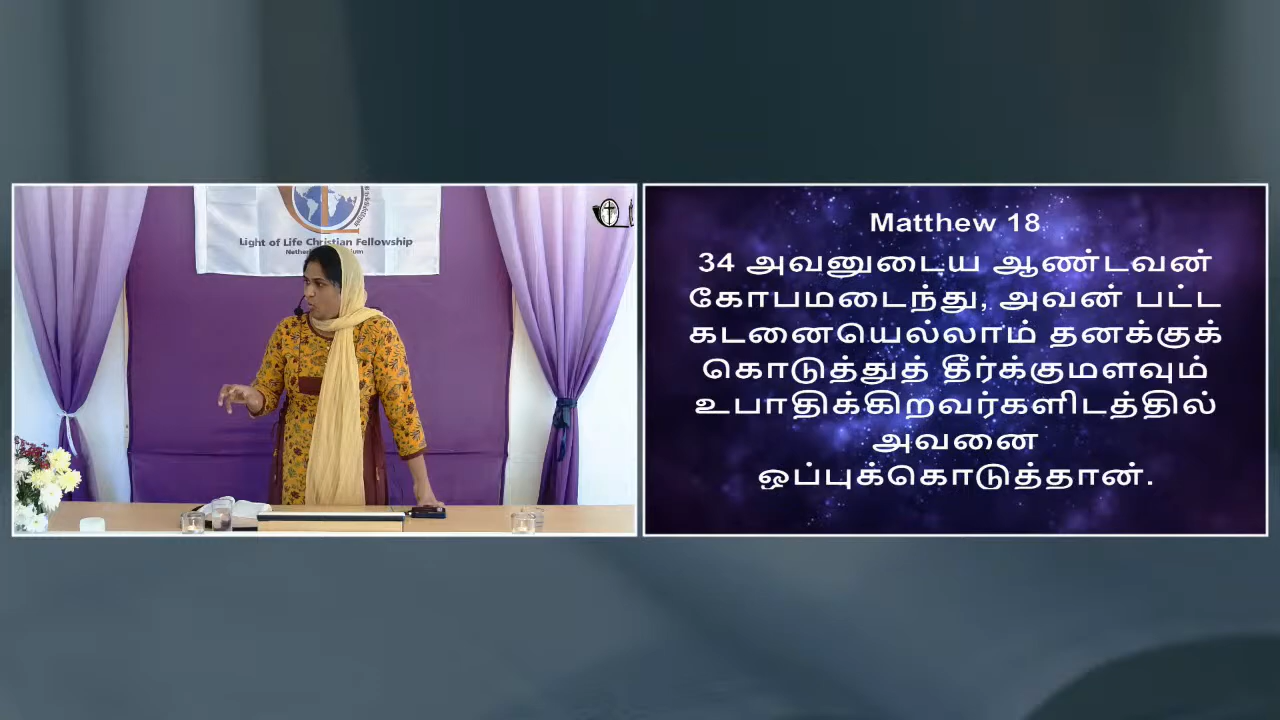 Light of Life Christian Fellowship
Matthew 18
34 அவனுடைய ஆண்டவன்
கோபமடைந்து, அவன் பட்ட
கடனையெல்லாம் தனக்குக்
கொடுத்துத் தீர்க்குமளவும்
உபாதிக்கிறவர்களிடத்தில்
அவனை
ஒப்புக்கொடுத்தான்.